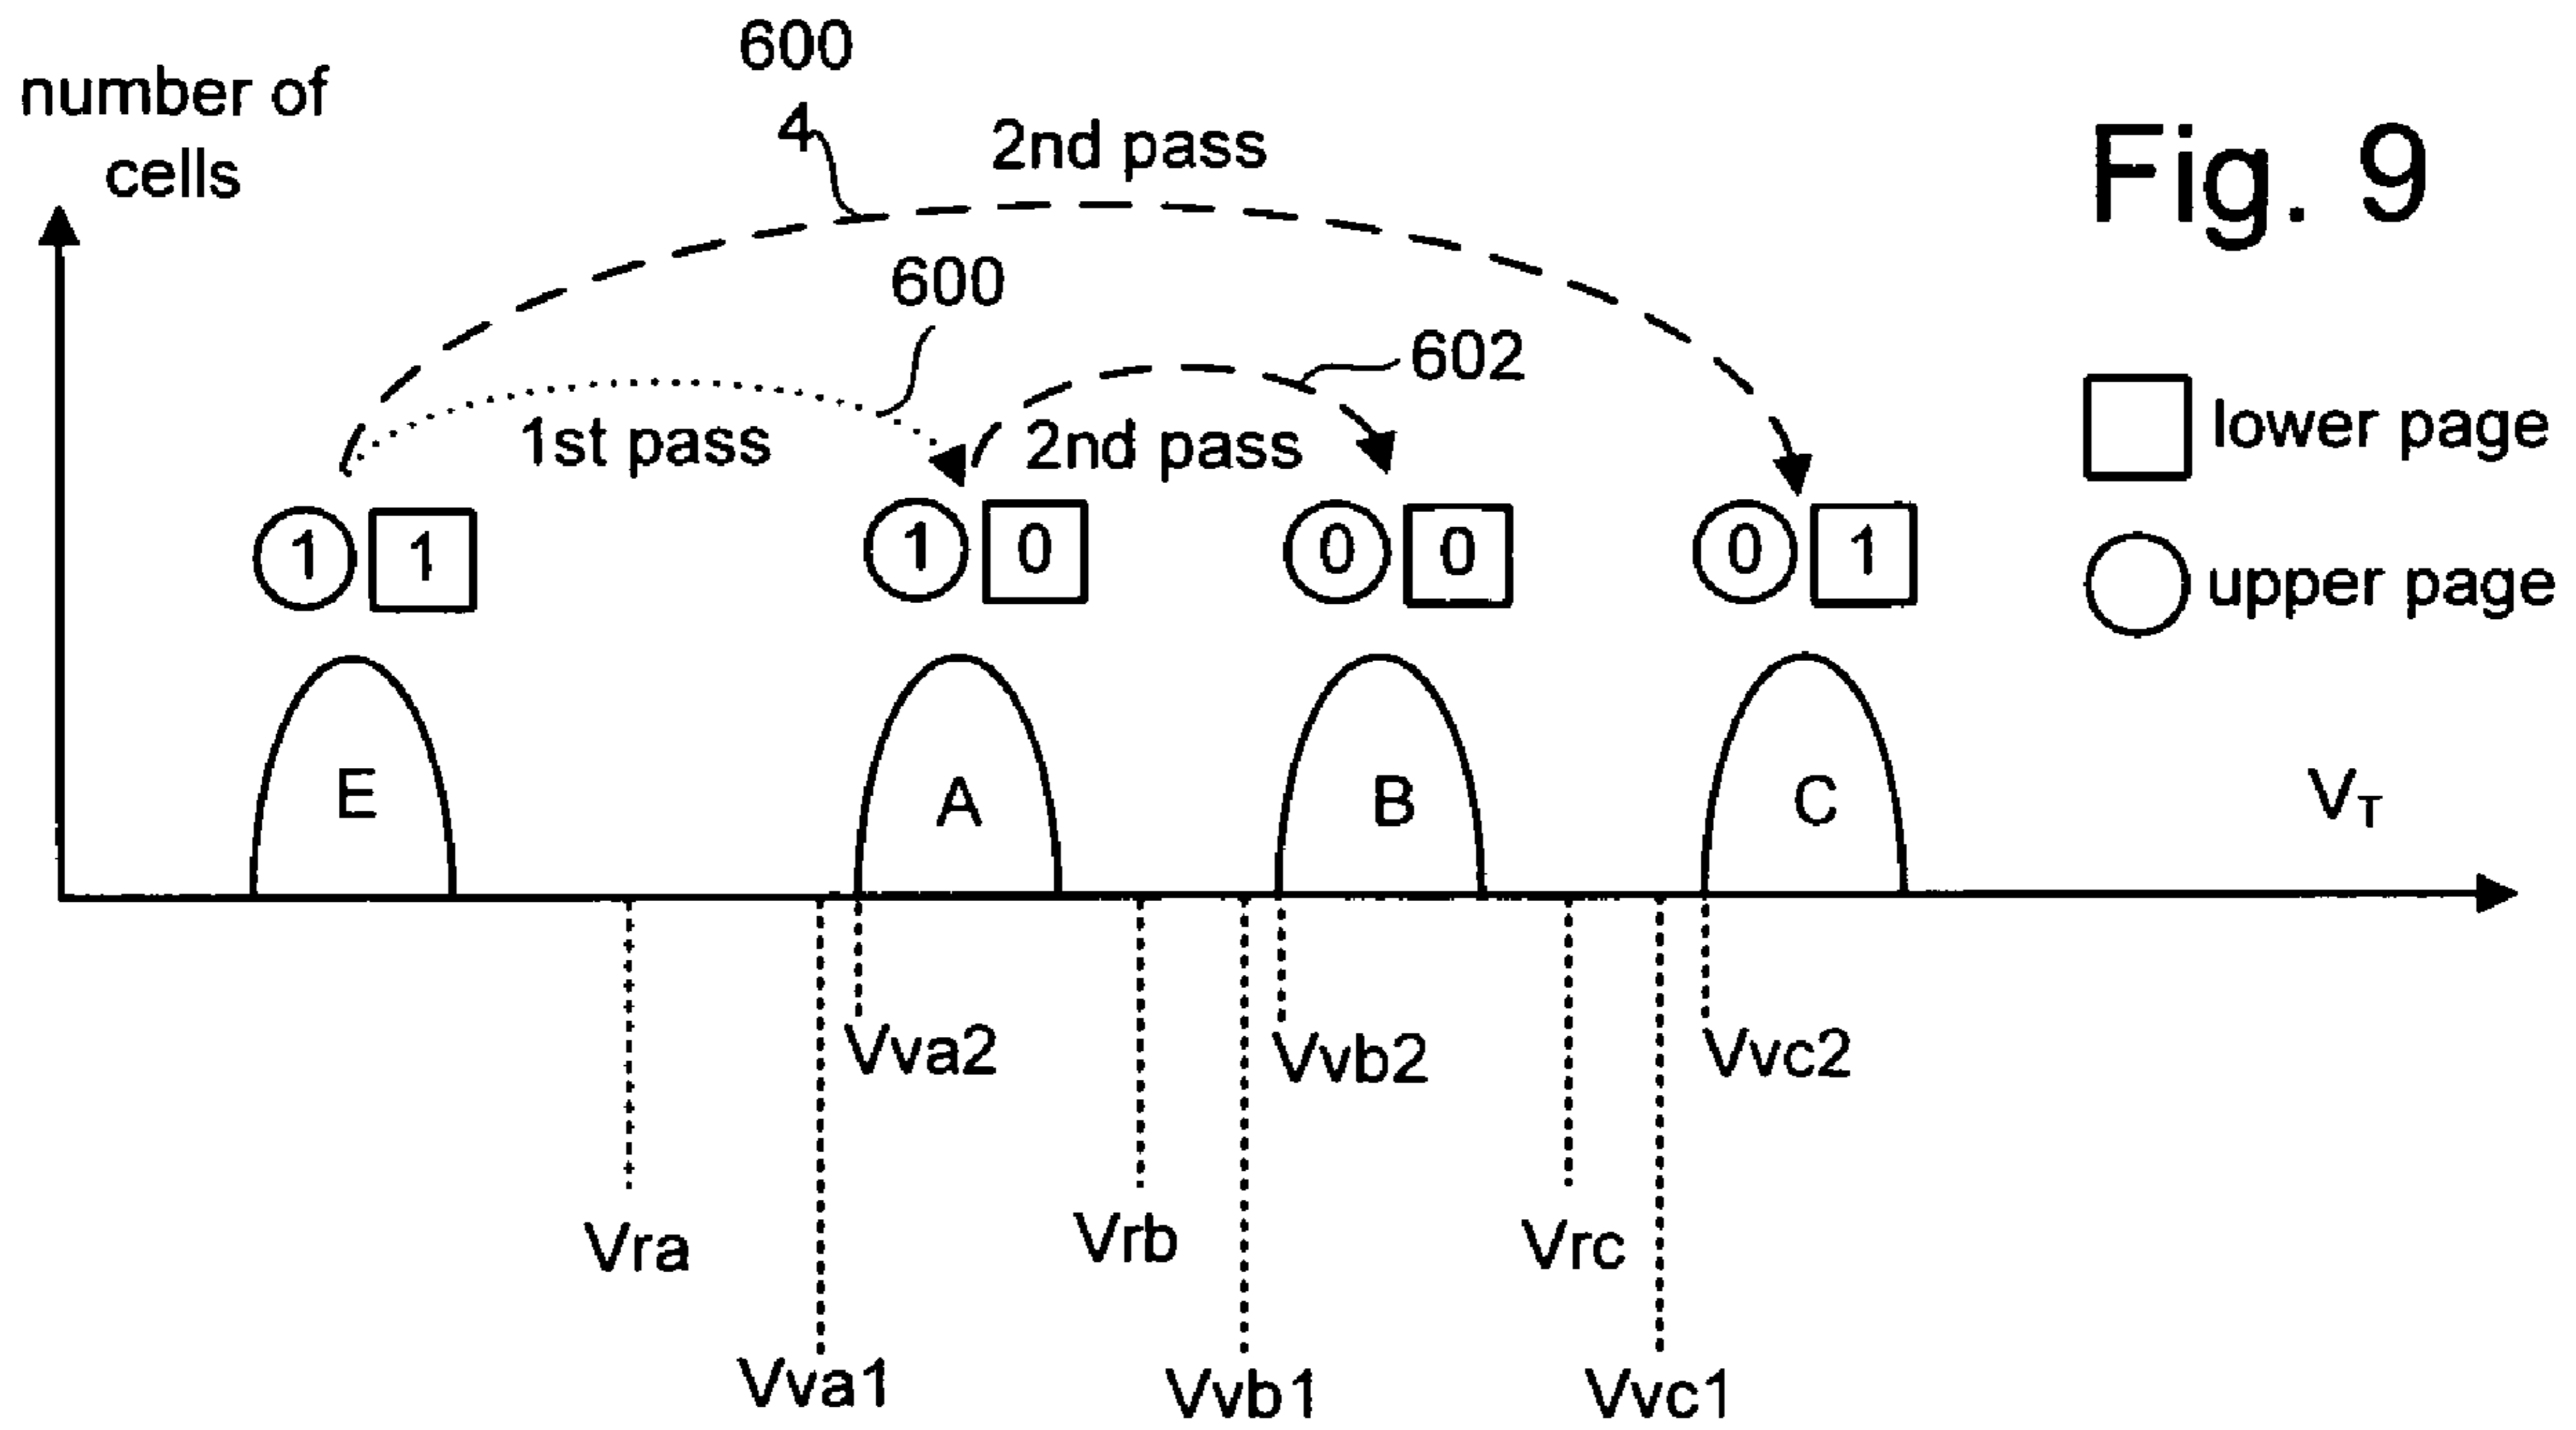 600
number of
cells
4
2nd pass
Fig. 9
600
602
1st pass
2nd pass
lower page
1 1
1 0
0 0
0 1
upper page
E
A
B
C
VT
Vva2
Vvb2
Vvc2
Vra
Vrb
Vrc
Vva1
Vvb1
Vvc1